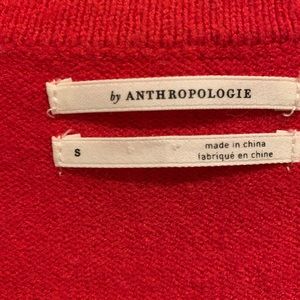 by ANTHROPOLOGIE
S
made in china
fabriqué en chine